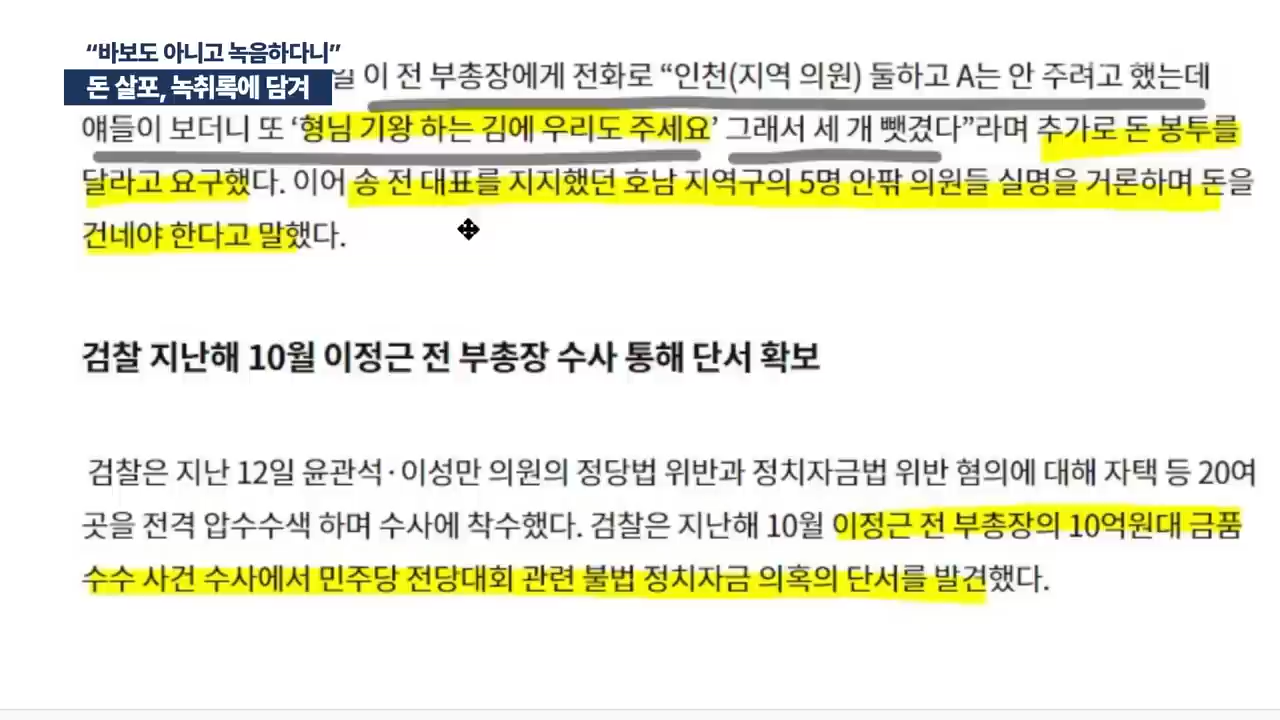 “바보도 아니고 녹음하다니”
돈 살포, 녹취록에 담겨
일 이 전 부총장에게 전화로 “인천(지역 의원) 둘하고 A는 안 주려고 했는데
얘들이 보더니 또 ‘형님 기왕 하는 김에 우리도 주세요’ 그래서 세 개 뺏겼다”라며 추가로 돈 봉투를
달라고 요구했다. 이어 송 전 대표를 지지했던 호남 지역구의 5명 안팎 의원들 실명을 거론하며 돈을
건네야 한다고 말했다.
검찰 지난해 10월 이정근 전 부총장 수사 통해 단서 확보
검찰은 지난 12일 윤관석·이성만 의원의 정당법 위반과 정치자금법 위반 혐의에 대해 자택 등 20여
곳을 전격 압수수색 하며 수사에 착수했다. 검찰은 지난해 10월 이정근 전 부총장의 10억원대 금품
수수 사건 수사에서 민주당 전당대회 관련 불법 정치자금 의혹의 단서를 발견했다.